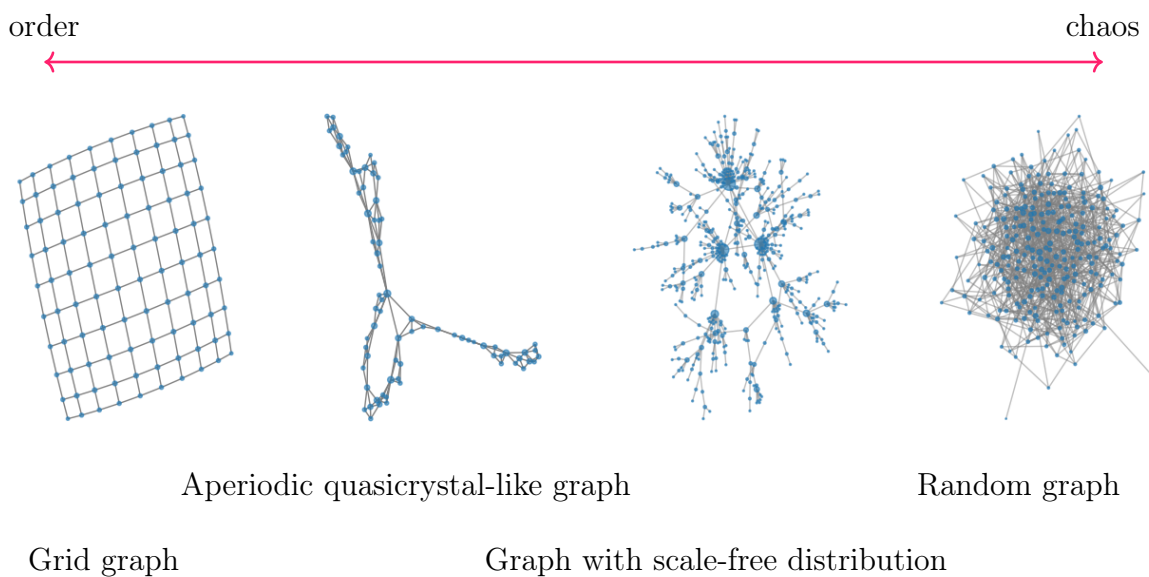 order
chaos
Aperiodic quasicrystal-like graph
Random graph
Grid graph
Graph with scale-free distribution